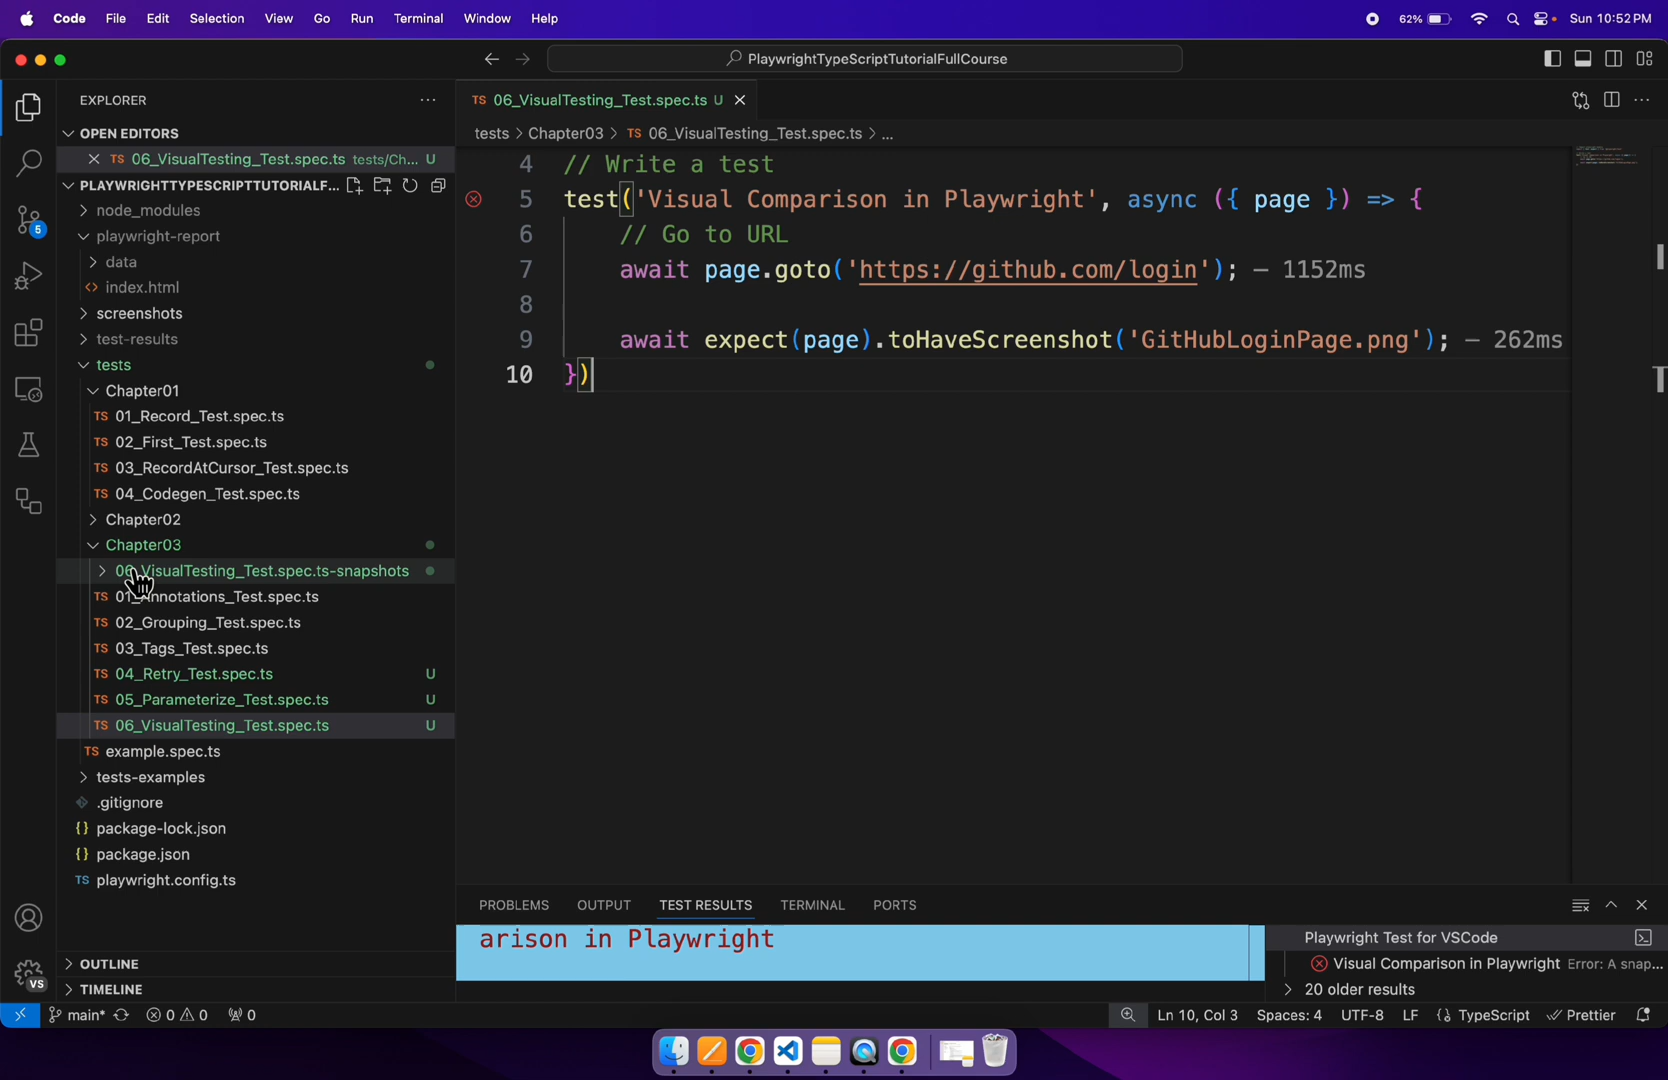 Code File Edit Selection View Go Run Terminal Window Help
62% Sun 10:52 PM
PlaywrightTypeScriptTutorialFullCourse
EXPLORER
OPEN EDITORS
TS 06_VisualTesting_Test.spec.ts tests/Ch... U
PLAYWRIGHTTYPESCRIPTTUTORIALF...
node_modules
playwright-report
data
index.html
screenshots
test-results
tests
Chapter01
TS 01_Record_Test.spec.ts
TS 02_First_Test.spec.ts
TS 03_RecordAtCursor_Test.spec.ts
TS 04_Codegen_Test.spec.ts
Chapter02
Chapter03
06_VisualTesting_Test.spec.ts-snapshots
TS 01_Annotations_Test.spec.ts
TS 02_Grouping_Test.spec.ts
TS 03_Tags_Test.spec.ts
TS 04_Retry_Test.spec.ts U
TS 05_Parameterize_Test.spec.ts U
TS 06_VisualTesting_Test.spec.ts U
TS example.spec.ts
tests-examples
.gitignore
{} package-lock.json
{} package.json
TS playwright.config.ts
OUTLINE
TIMELINE
5
VS
TS 06_VisualTesting_Test.spec.ts U
tests > Chapter03 > TS 06_VisualTesting_Test.spec.ts > ...
4 // Write a test
5 test('Visual Comparison in Playwright', async ({ page }) => {
6 // Go to URL
7 await page.goto('https://github.com/login'); — 1152ms
8
9 await expect(page).toHaveScreenshot('GitHubLoginPage.png'); — 262ms
10 })
PROBLEMS OUTPUT TEST RESULTS TERMINAL PORTS
arison in Playwright
Playwright Test for VSCode
Visual Comparison in Playwright Error: A snap...
20 older results
main* 0 0 0
Ln 10, Col 3 Spaces: 4 UTF-8 LF {} TypeScript Prettier